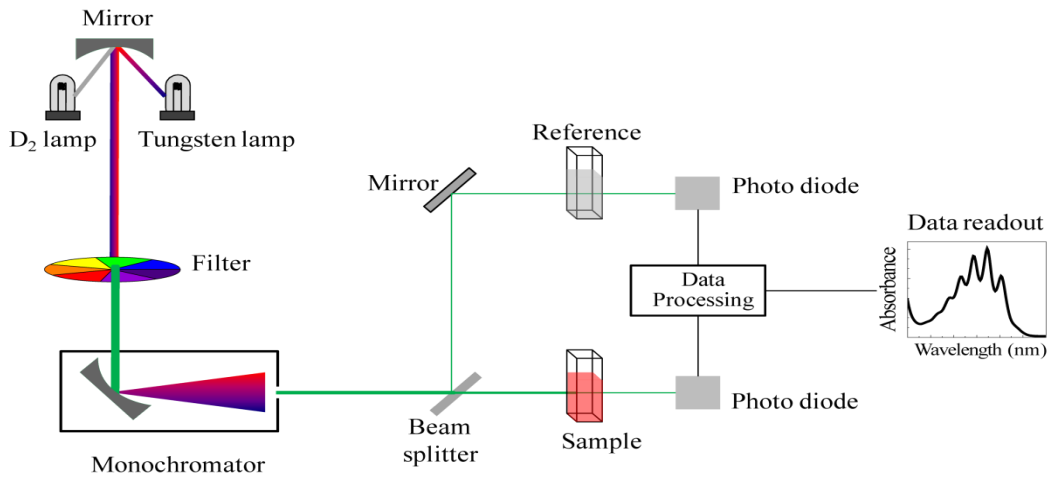 Mirror
D₂ lamp
Tungsten lamp
Filter
Monochromator
Mirror
Beam
splitter
Reference
Sample
Photo diode
Data
Processing
Photo diode
Data readout
Absorbance
Wavelength (nm)